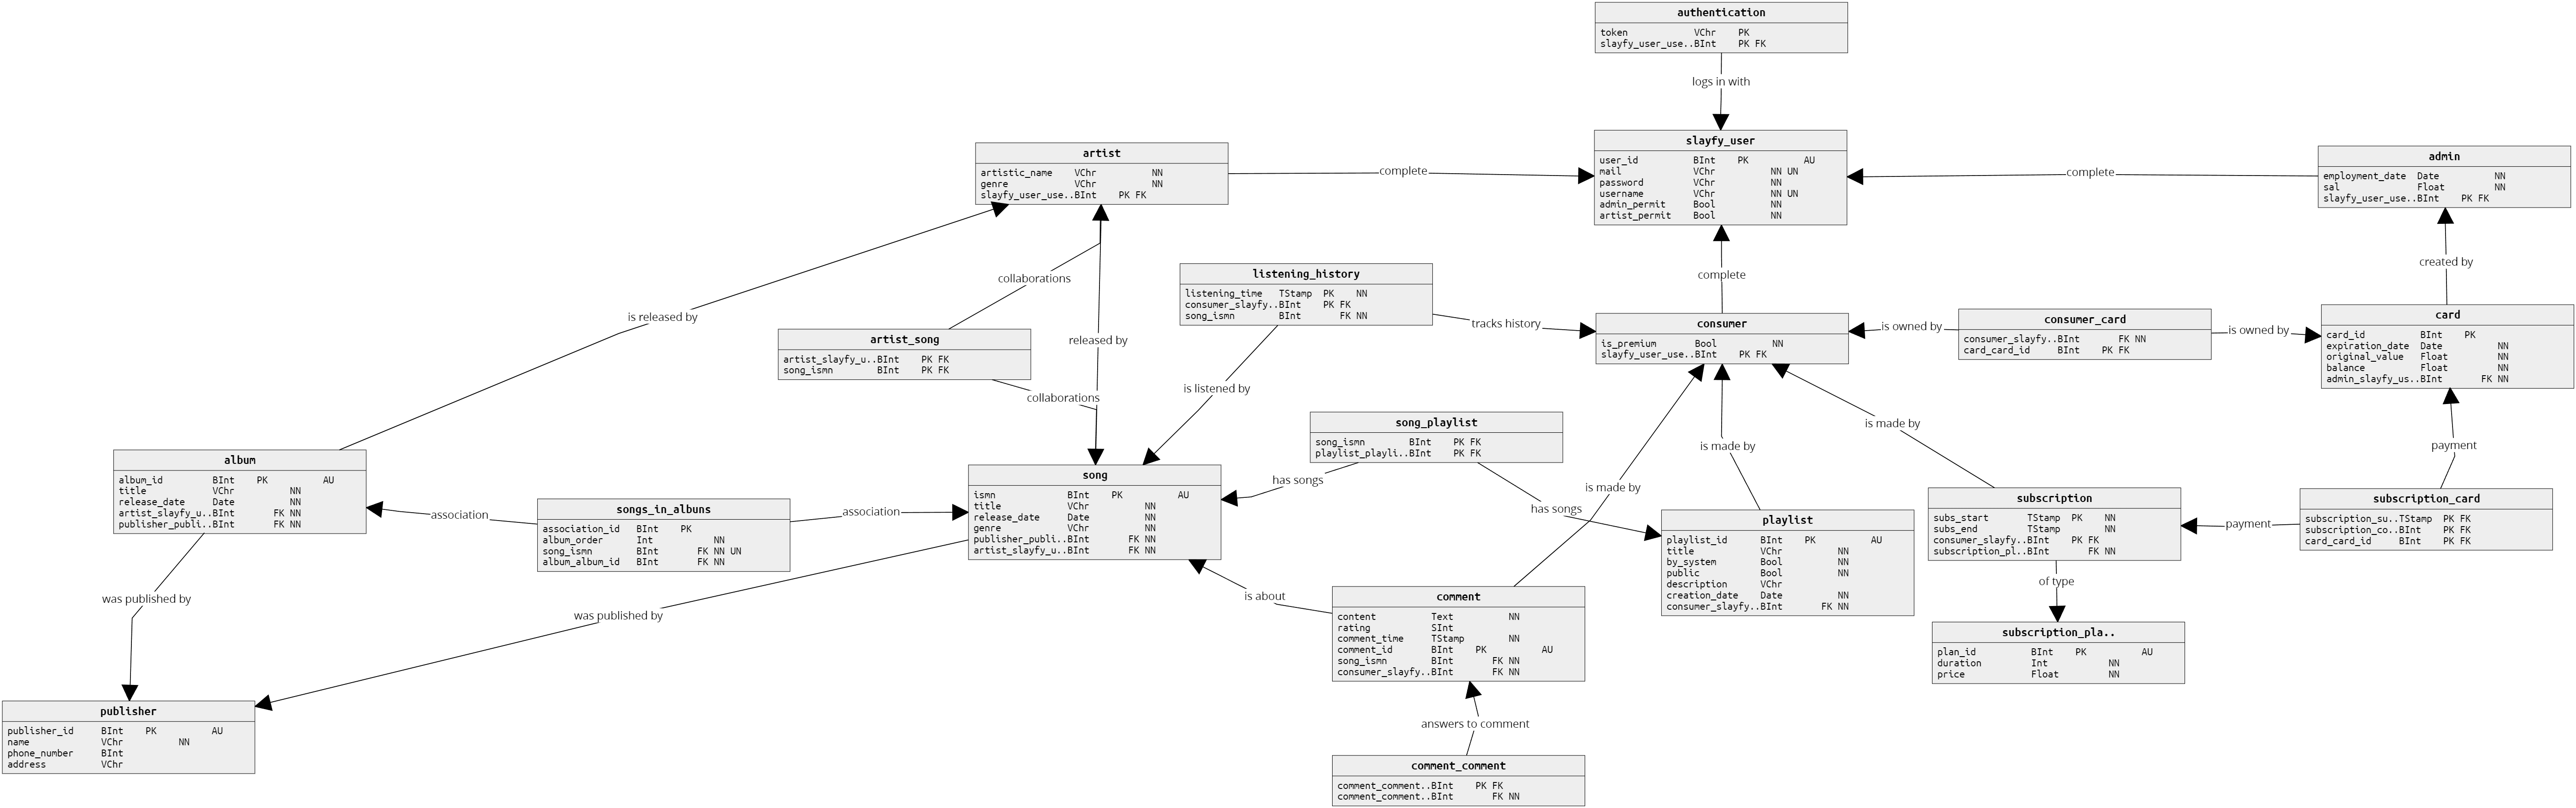 authentication
token VChr PK
slayfy_user_use..BInt PK FK
logs in with
slayfy_user
user_id BInt PK AU
mail VChr NN UN
password VChr NN
username VChr NN UN
admin_permit Bool NN
artist_permit Bool NN
artist
artistic_name VChr NN
genre VChr NN
slayfy_user_use..BInt PK FK
complete
complete
admin
employment_date Date NN
sal Float NN
slayfy_user_use..BInt PK FK
collaborations
listening_history
listening_time TStamp PK NN
consumer_slayfy..BInt PK FK
song_ismn BInt FK NN
complete
created by
is released by
artist_song
artist_slayfy_u..BInt PK FK
song_ismn BInt PK FK
released by
tracks history
consumer
is_premium Bool NN
slayfy_user_use..BInt PK FK
is owned by
consumer_card
consumer_slayfy..BInt FK NN
card_card_id BInt PK FK
is owned by
card
card_id BInt PK
expiration_date Date NN
original_value Float NN
balance Float NN
admin_slayfy_us..BInt FK NN
collaborations
is listened by
song_playlist
song_ismn BInt PK FK
playlist_playli..BInt PK FK
is made by
is made by
is made by
payment
album
album_id BInt PK AU
title VChr NN
release_date Date NN
artist_slayfy_u..BInt FK NN
publisher_publi..BInt FK NN
association
songs_in_albuns
association_id BInt PK
album_order Int NN
song_ismn BInt FK NN UN
album_album_id BInt FK NN
association
song
ismn BInt PK AU
title VChr NN
release_date Date NN
genre VChr NN
publisher_publi..BInt FK NN
artist_slayfy_u..BInt FK NN
has songs
has songs
playlist
playlist_id BInt PK AU
title VChr NN
by_system Bool NN
public Bool NN
description VChr
creation_date Date NN
consumer_slayfy..BInt FK NN
subscription
subs_start TStamp PK NN
subs_end TStamp NN
consumer_slayfy..BInt PK FK
subscription_pl..BInt FK NN
payment
subscription_card
subscription_su..TStamp PK FK
subscription_co..BInt PK FK
card_card_id BInt PK FK
was published by
was published by
is about
comment
content Text NN
rating SInt
comment_time TStamp NN
comment_id BInt PK AU
song_ismn BInt FK NN
consumer_slayfy..BInt FK NN
of type
subscription_pla..
plan_id BInt PK AU
duration Int NN
price Float NN
publisher
publisher_id BInt PK AU
name VChr NN
phone_number BInt
address VChr
answers to comment
comment_comment
comment_comment..BInt PK FK
comment_comment..BInt FK NN